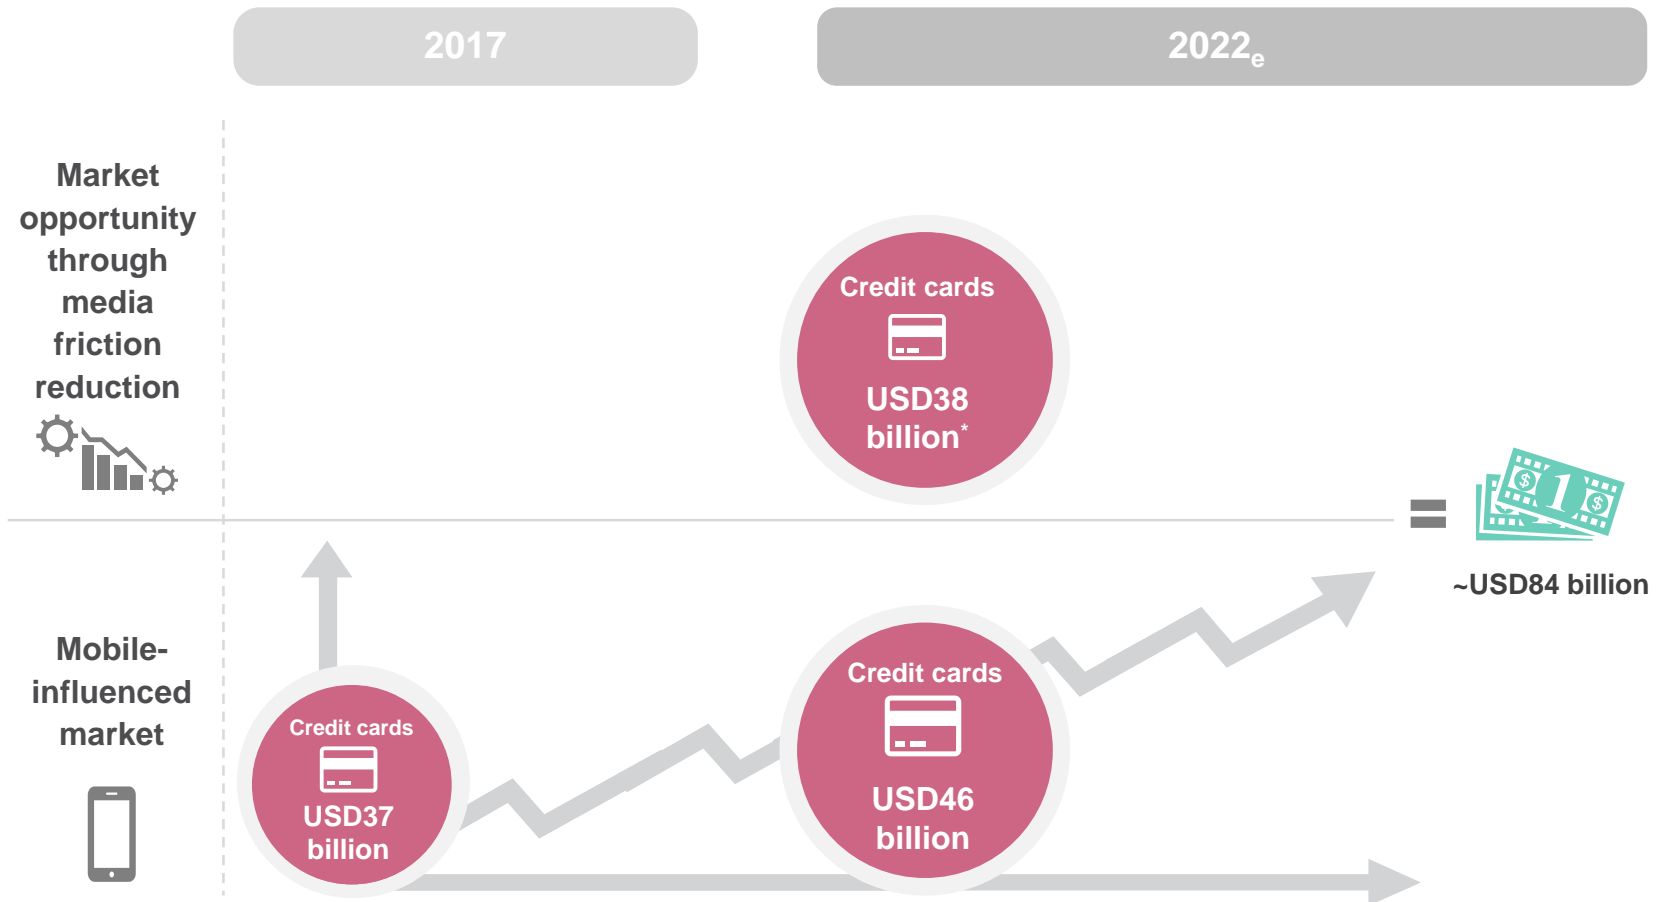 2017
2022e
Market
opportunity
through
media
friction
reduction
Credit cards
USD38
billion*
~USD84 billion
Mobile-
influenced
market
Credit cards
USD37
billion
Credit cards
USD46
billion